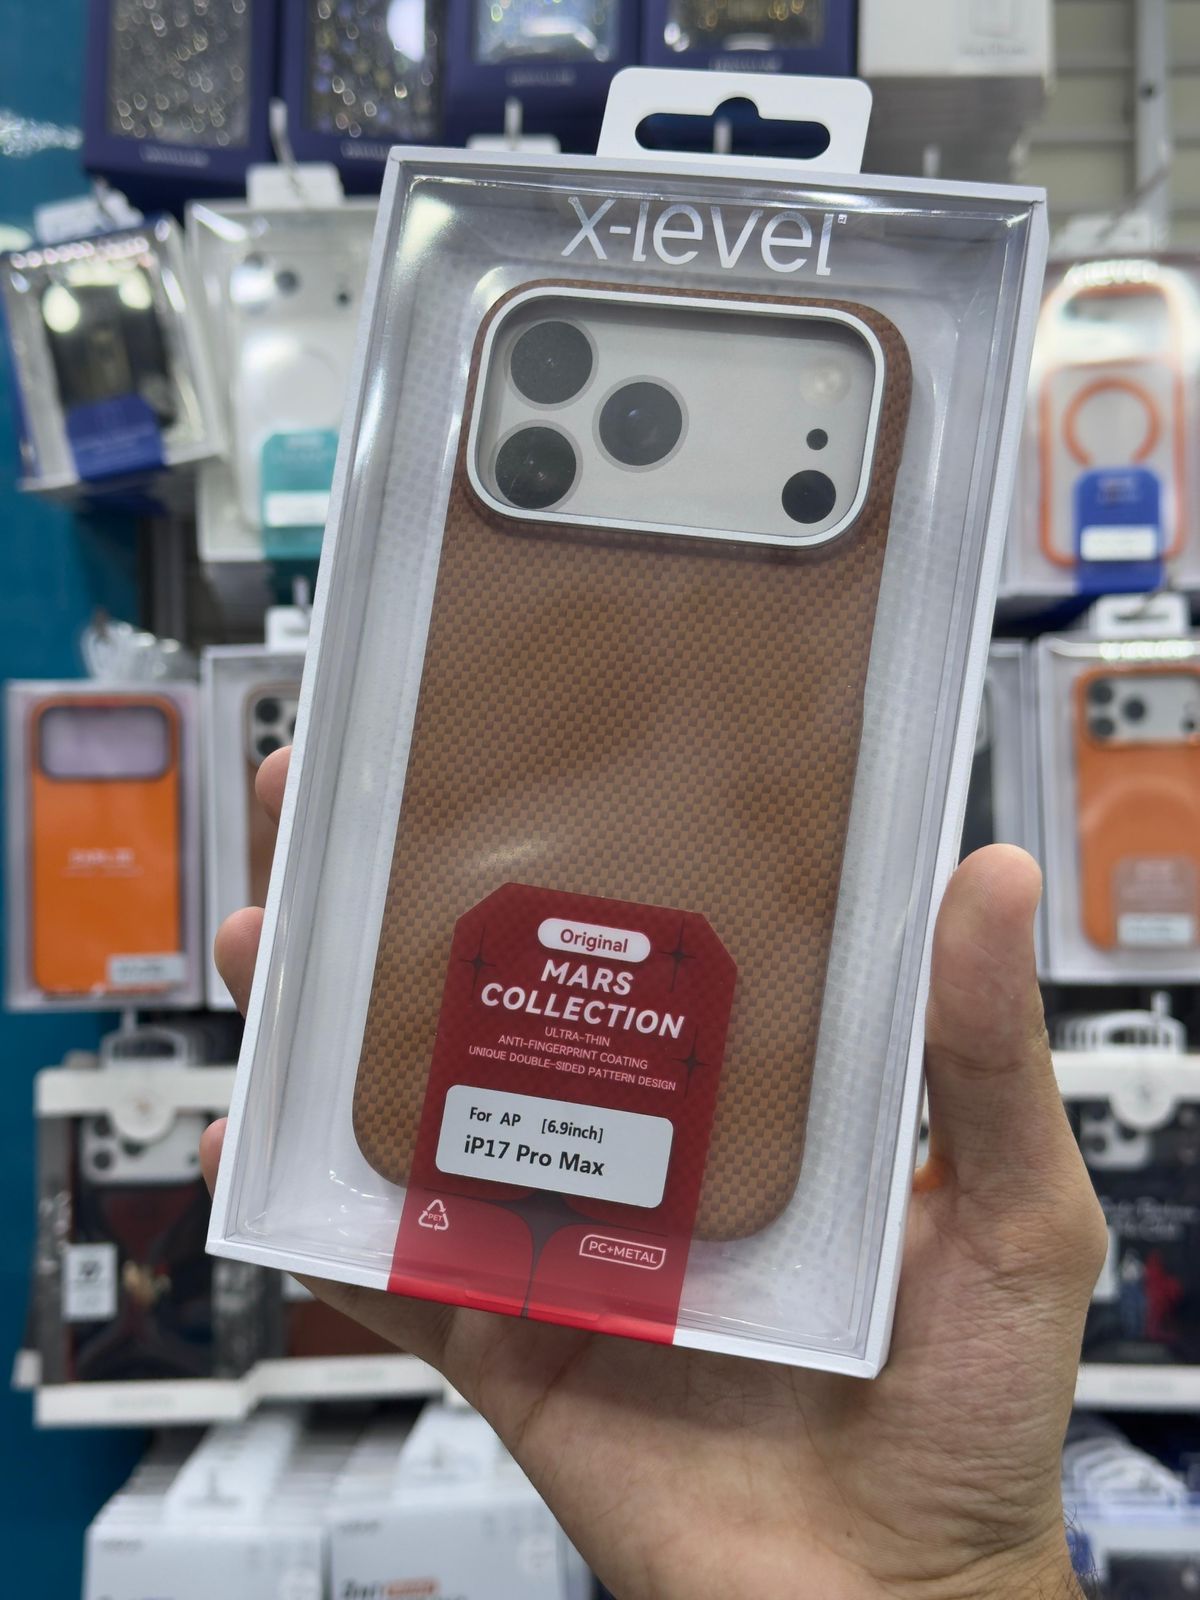 x-level
Original
MARS
COLLECTION
ULTRA-THIN
ANTI-FINGERPRINT COATING
UNIQUE DOUBLE-SIDED PATTERN DESIGN
For AP [6.9inch]
iP17 Pro Max
PET
PC+METAL